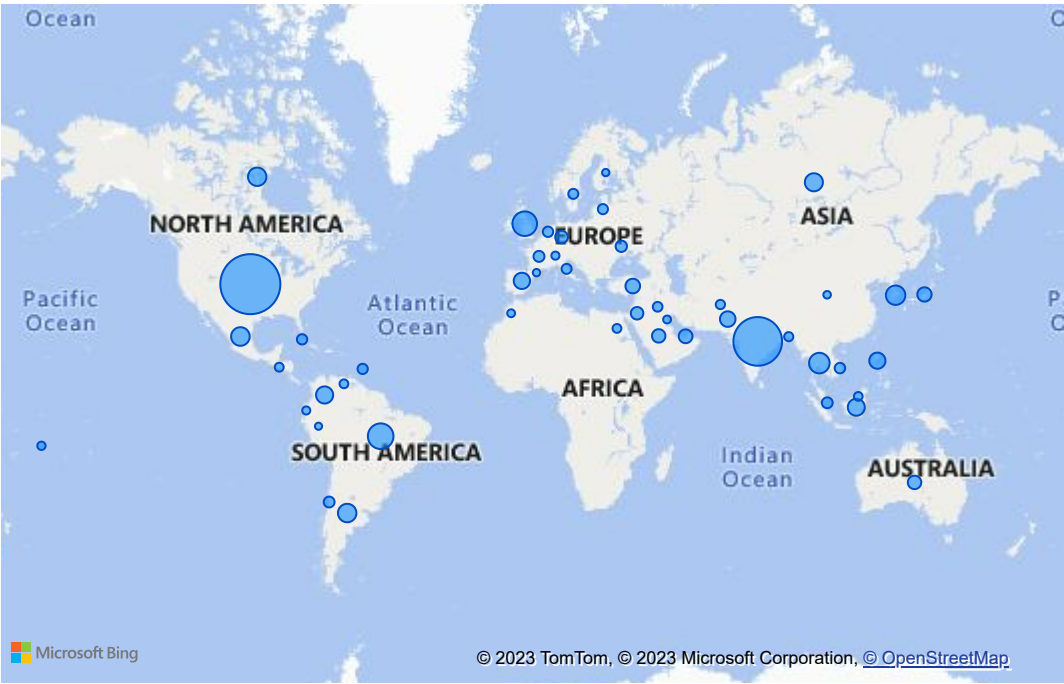 Ocean
NORTH AMERICA
EUROPE
ASIA
Pacific
Ocean
Atlantic
Ocean
AFRICA
SOUTH AMERICA
Indian
Ocean
AUSTRALIA
Microsoft Bing
© 2023 TomTom, © 2023 Microsoft Corporation, © OpenStreetMap